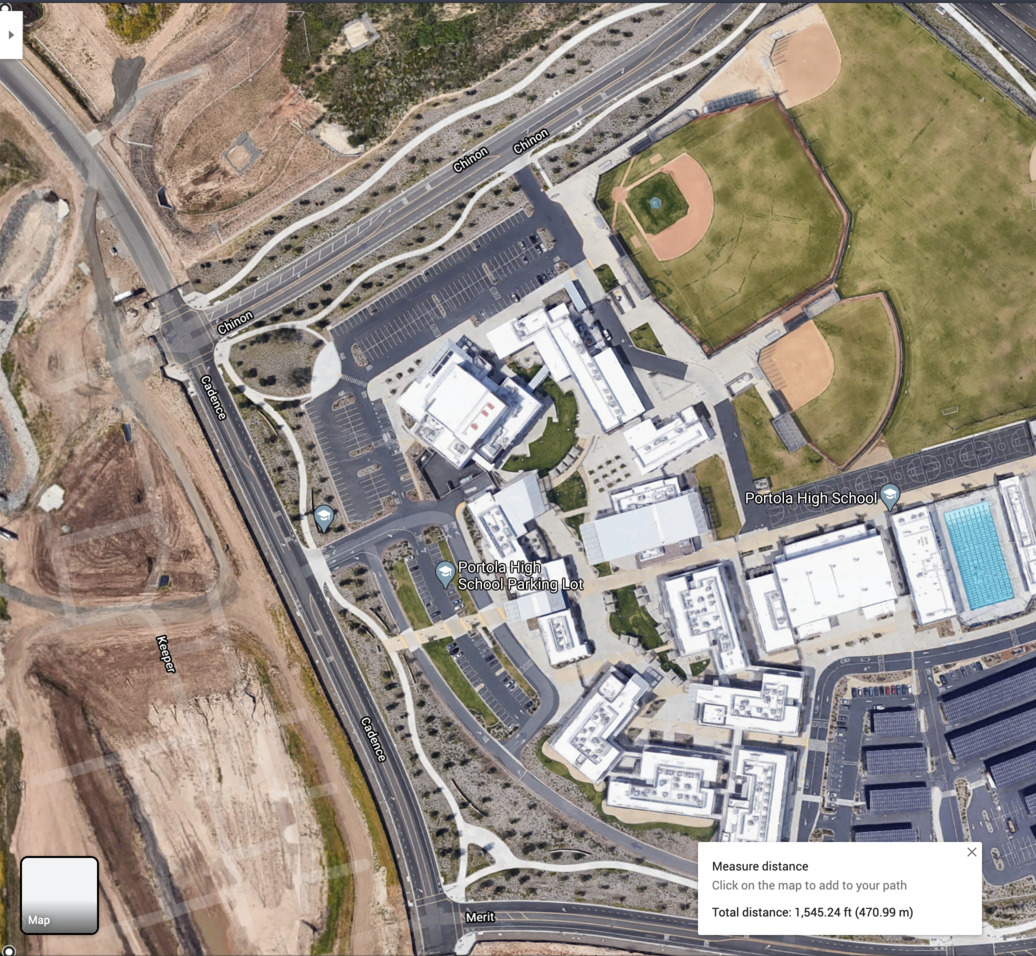 Chinon
Chinon
Chinon
Cadence
Portola High School
Portola High
School Parking Lot
Keeper
Cadence
Measure distance
Click on the map to add to your path
Total distance: 1,545.24 ft (470.99 m)
Map
Merit